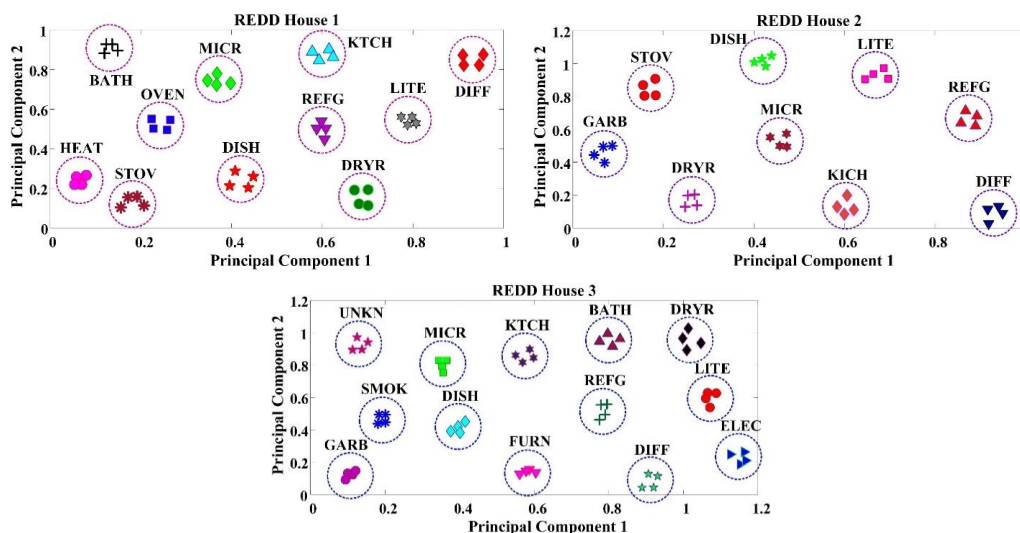 REDD House 1
Principal Component 2
1
0.8
0.6
0.4
0.2
0
BATH
MICR
KTCH
DIFF
OVEN
REFG
LITE
HEAT
STOV
DISH
DRYR
0
0.2
0.4
0.6
0.8
1
Principal Component 1
REDD House 2
Principal Component 2
1.2
1
0.8
0.6
0.4
0.2
0
STOV
DISH
LITE
REFG
GARB
MICR
DRYR
KICH
DIFF
0
0.2
0.4
0.6
0.8
Principal Component 1
REDD House 3
Principal Component 2
1.2
1
0.8
0.6
0.4
0.2
0
UNKN
MICR
KTCH
BATH
DRYR
SMOK
DISH
REFG
LITE
GARB
FURN
DIFF
ELEC
0
0.2
0.4
0.6
0.8
1
1.2
Principal Component 1